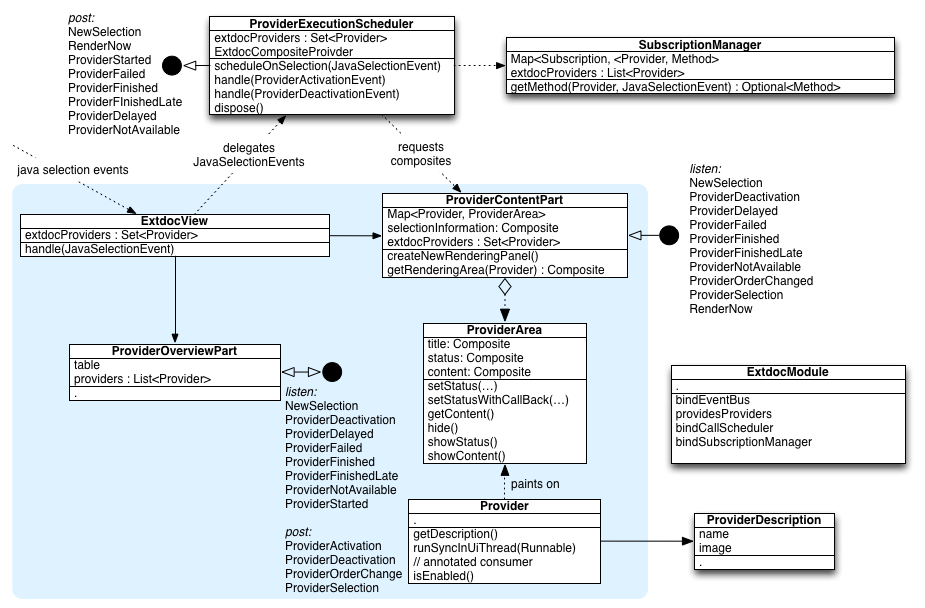 post:
NewSelection
RenderNow
ProviderStarted
ProviderFailed
ProviderFinished
ProviderFInishedLate
ProviderDelayed
ProviderNotAvailable
ProviderExecutionScheduler
extdocProviders : Set<Provider>
ExtdocCompositeProivder
scheduleOnSelection(JavaSelectionEvent)
handle(ProviderActivationEvent)
handle(ProviderDeactivationEvent)
dispose()
SubscriptionManager
Map<Subscription, <Provider, Method>
extdocProviders : List<Provider>
getMethod(Provider, JavaSelectionEvent) : Optional<Method>
java selection events
delegates
JavaSelectionEvents
requests
composites
ExtdocView
extdocProviders : Set<Provider>
handle(JavaSelectionEvent)
ProviderContentPart
Map<Provider, ProviderArea>
selectionInformation: Composite
extdocProviders : Set<Provider>
createNewRenderingPanel()
getRenderingArea(Provider) : Composite
listen:
NewSelection
ProviderDeactivation
ProviderDelayed
ProviderFailed
ProviderFinished
ProviderFinishedLate
ProviderNotAvailable
ProviderOrderChanged
ProviderSelection
RenderNow
ProviderOverviewPart
table
providers : List<Provider>
.
listen:
NewSelection
ProviderDeactivation
ProviderDelayed
ProviderFailed
ProviderFinished
ProviderFinishedLate
ProviderNotAvailable
ProviderStarted
post:
ProviderActivation
ProviderDeactivation
ProviderOrderChange
ProviderSelection
ProviderArea
title: Composite
status: Composite
content: Composite
setStatus(…)
setStatusWithCallBack(…)
getContent()
hide()
showStatus()
showContent()
paints on
Provider
.
getDescription()
runSyncInUiThread(Runnable)
// annotated consumer
isEnabled()
ExtdocModule
.
bindEventBus
providesProviders
bindCallScheduler
bindSubscriptionManager
ProviderDescription
name
image
.